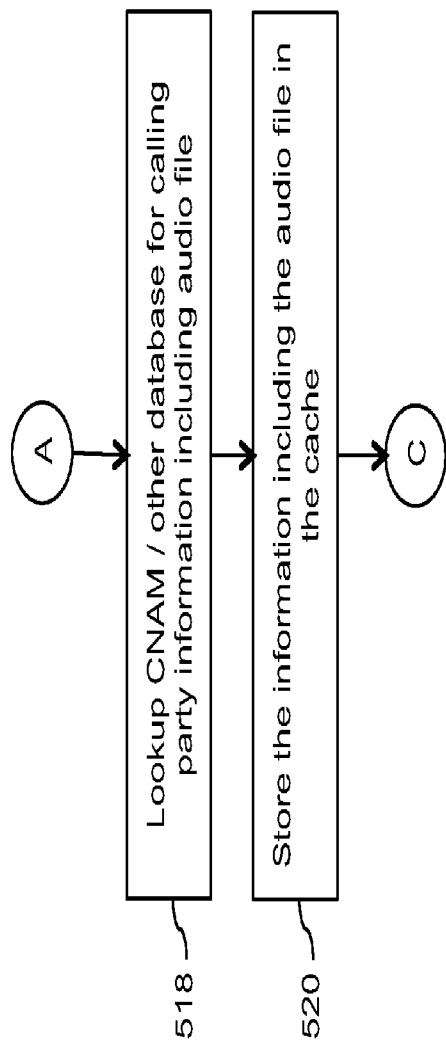 A
Lookup CNAM / other database for calling
party information including audio file
518
Store the information including the audio file in
the cache
520
C